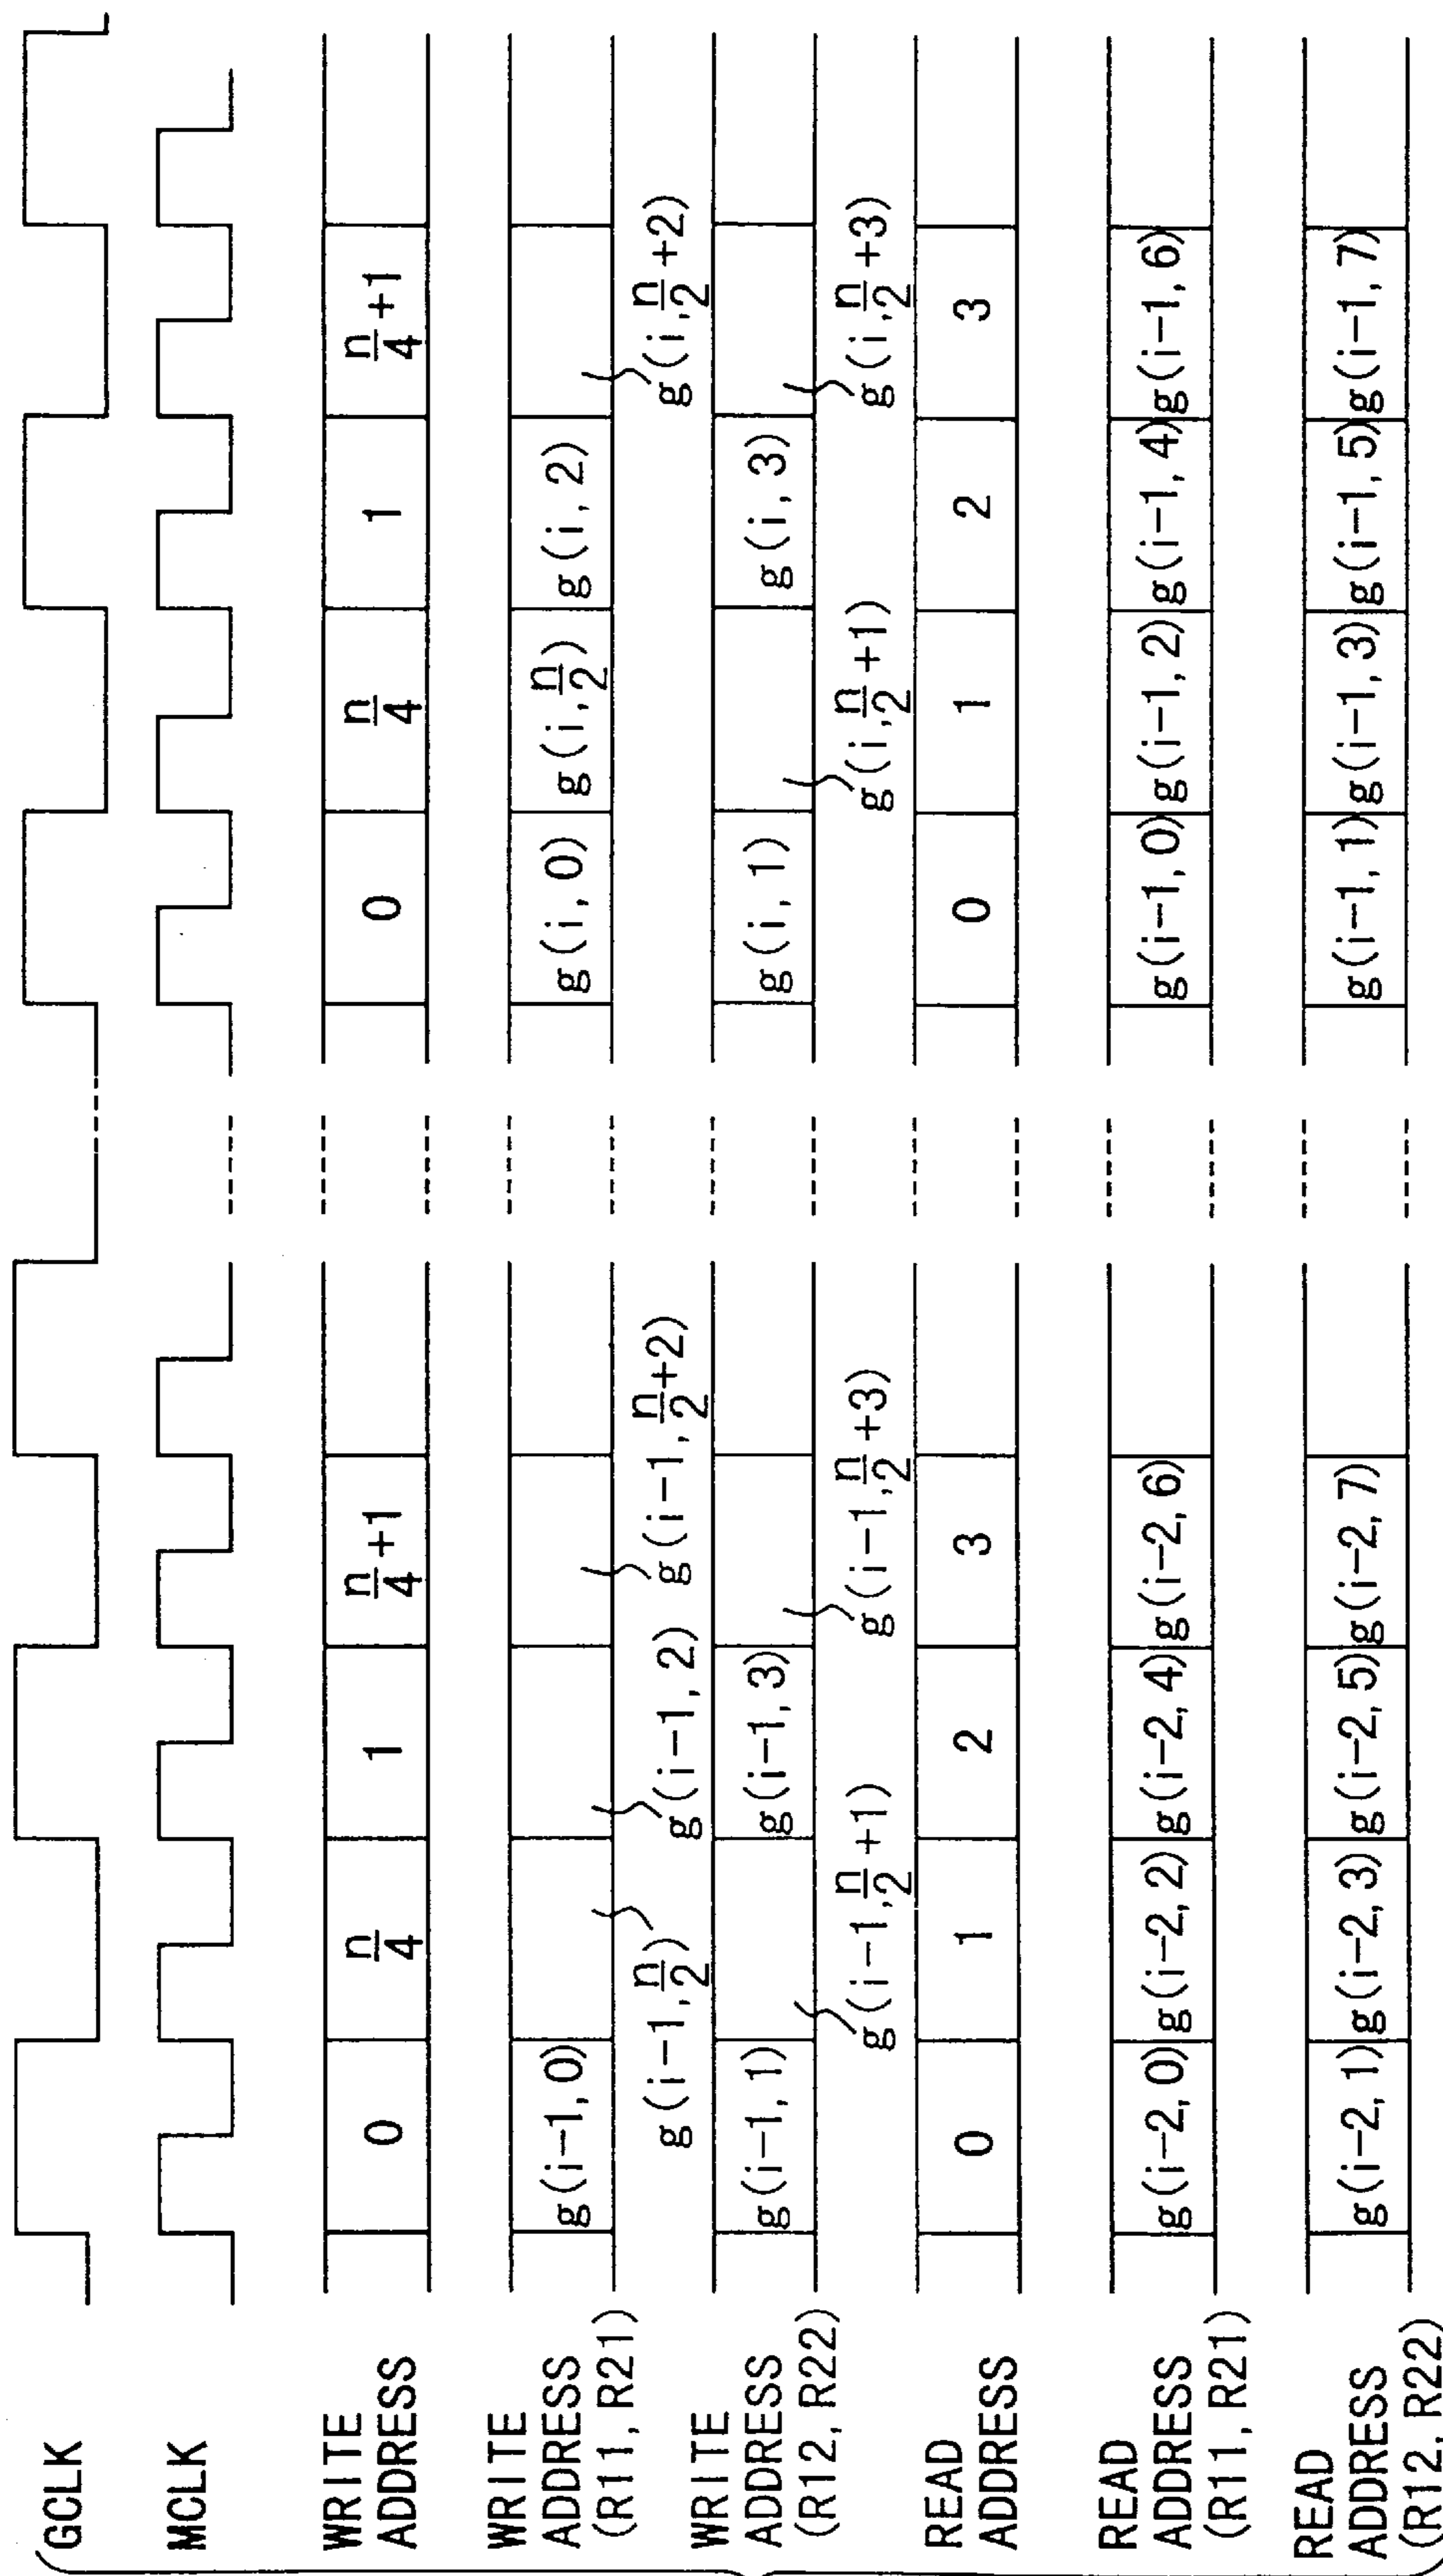 GCLK
MCLK
WRITE
ADDRESS
0 n/4 1 n/4+1 0 n/4 1 n/4+1
WRITE
ADDRESS
(R11, R21)
g(i-1, 0) g(i, 0) g(i, n/2) g(i, 2)
g(i-1, n/2) g(i-1, 2) g(i-1, n/2+2) g(i, n/2+2)
WRITE
ADDRESS
(R12, R22)
g(i-1, 1) g(i-1, 3) g(i, 1) g(i, 3)
g(i-1, n/2+1) g(i-1, n/2+3) g(i, n/2+1) g(i, n/2+3)
READ
ADDRESS
0 1 2 3 0 1 2 3
READ
ADDRESS
(R11, R21)
g(i-2, 0) g(i-2, 2) g(i-2, 4) g(i-2, 6) g(i-1, 0) g(i-1, 2) g(i-1, 4) g(i-1, 6)
READ
ADDRESS
(R12, R22)
g(i-2, 1) g(i-2, 3) g(i-2, 5) g(i-2, 7) g(i-1, 1) g(i-1, 3) g(i-1, 5) g(i-1, 7)